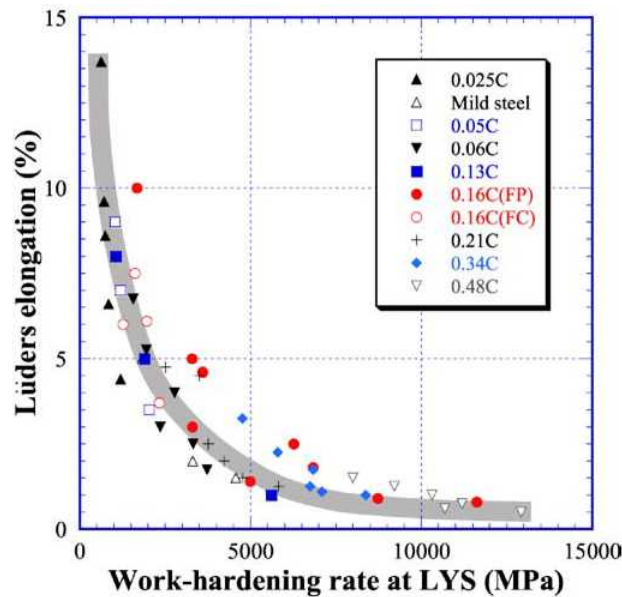 15
10
5
0
0
5000
10000
15000
Lüders elongation (%)
Work-hardening rate at LYS (MPa)
0.025C
Mild steel
0.05C
0.06C
0.13C
0.16C(FP)
0.16C(FC)
0.21C
0.34C
0.48C